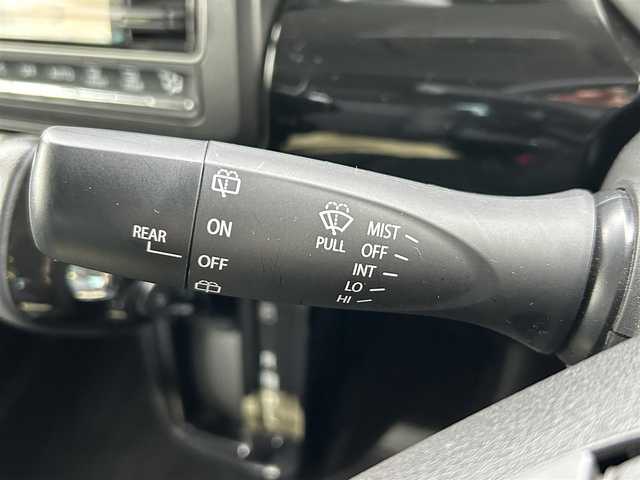 REAR
ON
OFF
PULL
MIST
OFF
INT
LO
HI